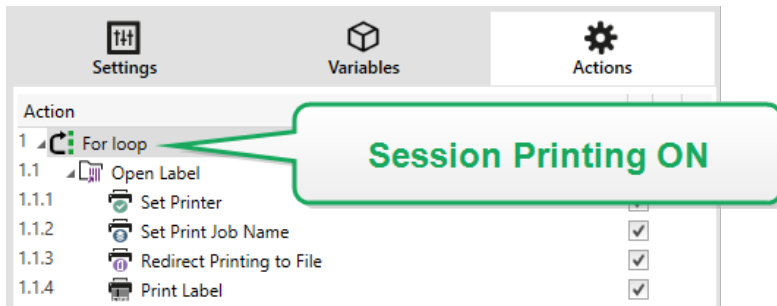 Settings Variables Actions
Action
Session Printing ON
1 For loop
1.1 Open Label
1.1.1 Set Printer
1.1.2 Set Print Job Name
1.1.3 Redirect Printing to File
1.1.4 Print Label